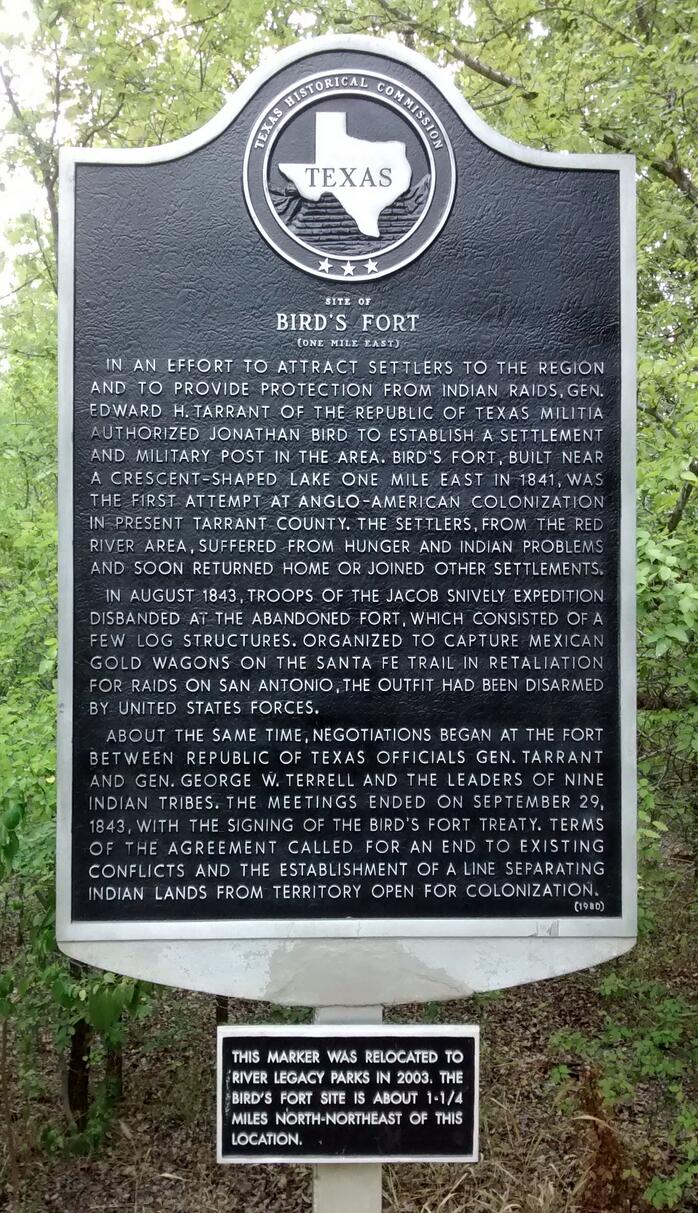 TEXAS HISTORICAL COMMISSION
TEXAS
SITE OF
BIRD'S FORT
(ONE MILE EAST)
IN AN EFFORT TO ATTRACT SETTLERS TO THE REGION
AND TO PROVIDE PROTECTION FROM INDIAN RAIDS, GEN.
EDWARD H. TARRANT OF THE REPUBLIC OF TEXAS MILITIA
AUTHORIZED JONATHAN BIRD TO ESTABLISH A SETTLEMENT
AND MILITARY POST IN THE AREA. BIRD'S FORT, BUILT NEAR
A CRESCENT-SHAPED LAKE ONE MILE EAST IN 1841, WAS
THE FIRST ATTEMPT AT ANGLO-AMERICAN COLONIZATION
IN PRESENT TARRANT COUNTY. THE SETTLERS, FROM THE RED
RIVER AREA, SUFFERED FROM HUNGER AND INDIAN PROBLEMS
AND SOON RETURNED HOME OR JOINED OTHER SETTLEMENTS.
IN AUGUST 1843, TROOPS OF THE JACOB SNIVELY EXPEDITION
DISBANDED AT THE ABANDONED FORT, WHICH CONSISTED OF A
FEW LOG STRUCTURES. ORGANIZED TO CAPTURE MEXICAN
GOLD WAGONS ON THE SANTA FE TRAIL IN RETALIATION
FOR RAIDS ON SAN ANTONIO, THE OUTFIT HAD BEEN DISARMED
BY UNITED STATES FORCES.
ABOUT THE SAME TIME, NEGOTIATIONS BEGAN AT THE FORT
BETWEEN REPUBLIC OF TEXAS OFFICIALS GEN. TARRANT
AND GEN. GEORGE W. TERRELL AND THE LEADERS OF NINE
INDIAN TRIBES. THE MEETINGS ENDED ON SEPTEMBER 29,
1843, WITH THE SIGNING OF THE BIRD'S FORT TREATY. TERMS
OF THE AGREEMENT CALLED FOR AN END TO EXISTING
CONFLICTS AND THE ESTABLISHMENT OF A LINE SEPARATING
INDIAN LANDS FROM TERRITORY OPEN FOR COLONIZATION.
(1980)
THIS MARKER WAS RELOCATED TO
RIVER LEGACY PARKS IN 2003. THE
BIRD'S FORT SITE IS ABOUT 1-1/4
MILES NORTH-NORTHEAST OF THIS
LOCATION.